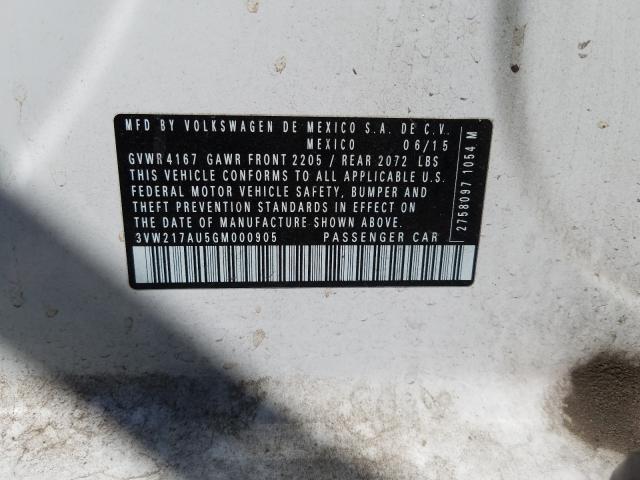 MFD BY VOLKSWAGEN DE MEXICO S.A. DE C.V.
MEXICO 06/15
GVWR 4167 GAWR FRONT 2205 / REAR 2072 LBS
THIS VEHICLE CONFORMS TO ALL APPLICABLE U.S.
FEDERAL MOTOR VEHICLE SAFETY, BUMPER AND
THEFT PREVENTION STANDARDS IN EFFECT ON
THE DATE OF MANUFACTURE SHOWN ABOVE.
3VW217AU5GM000905 PASSENGER CAR
2758097 1054 M